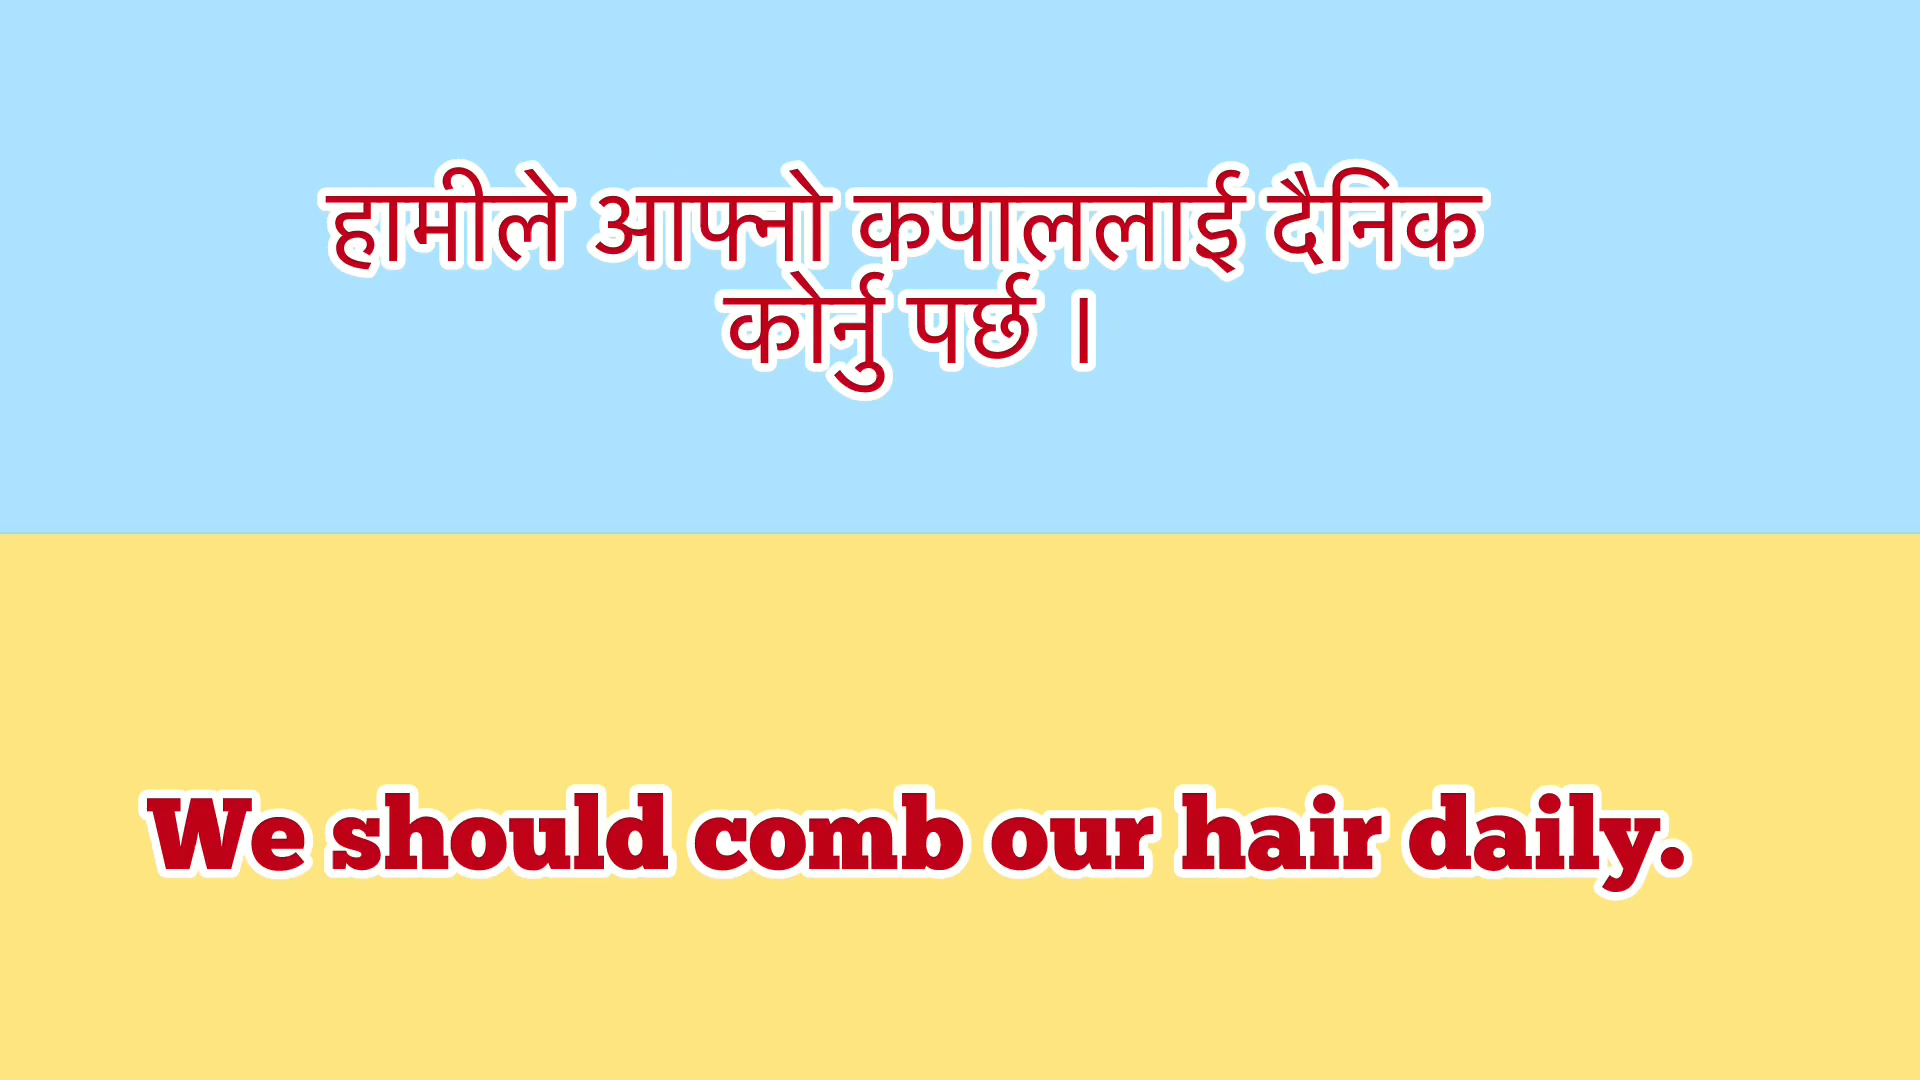 हामीले आफ्नो कपाललाई दैनिक
कोर्नु पर्छ ।
We should comb our hair daily.